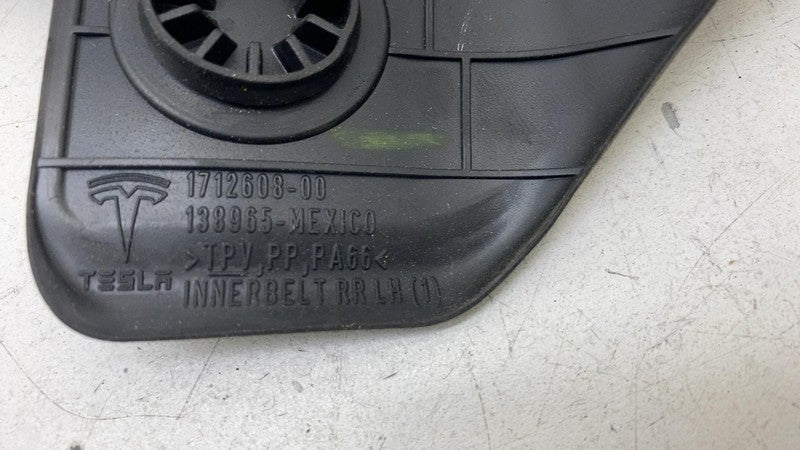 TESLA
1712608-00
138965-MEXICO
>TPV,PP,PA66<
INNERBELT RR LH (1)